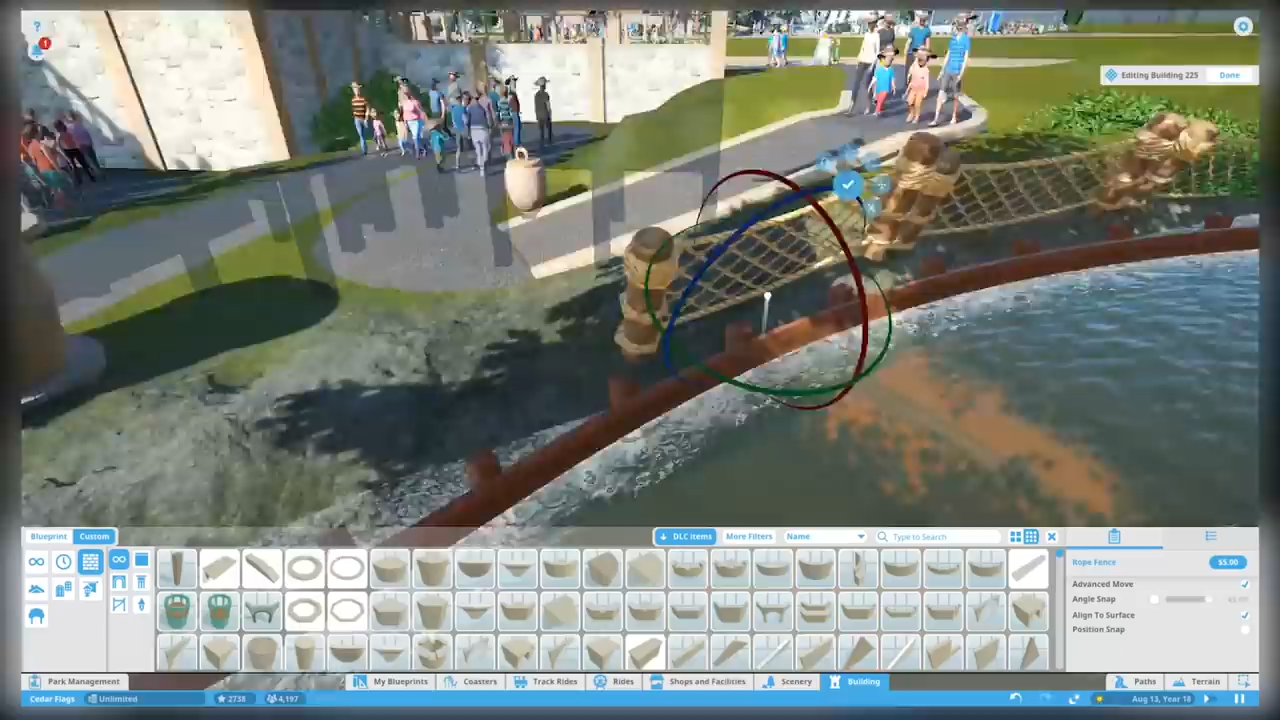 ?
1
Editing Building 225 Done
Blueprint Custom
DLC Items More Filters Name Type to Search
Rope Fence $5.00
Advanced Move
Angle Snap
Align To Surface
Position Snap
Park Management My Blueprints Coasters Track Rides Rides Shops and Facilities Scenery Building Paths Terrain
Cedar Flags Unlimited 2738 4,197 Aug 13, Year 18